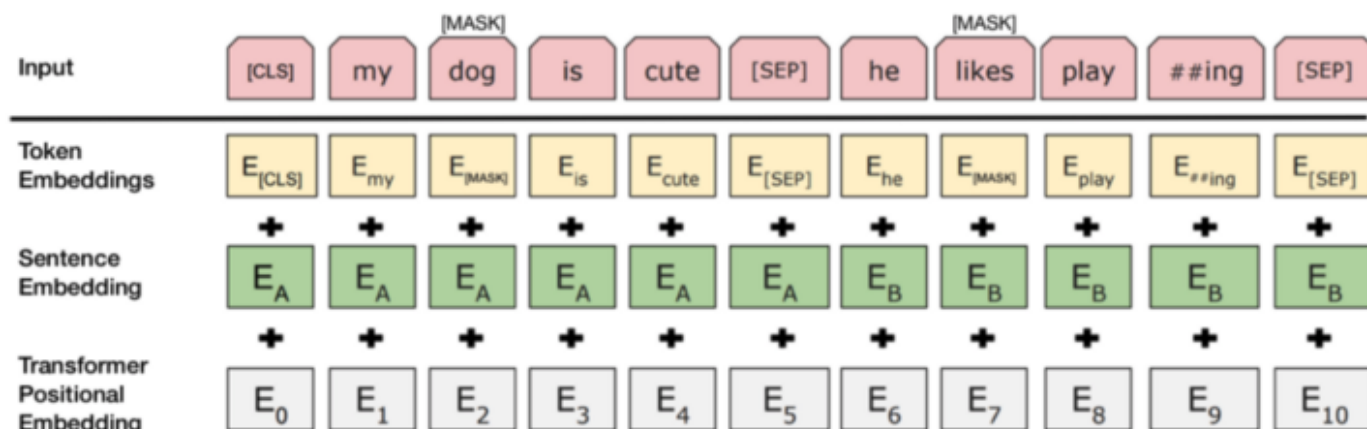 [MASK] [MASK]
Input [CLS] my dog is cute [SEP] he likes play ##ing [SEP]
Token
Embeddings E[CLS] Emy E[MASK] Eis Ecute E[SEP] Ehe E[MASK] Eplay E##ing E[SEP]
+ + + + + + + + + + +
Sentence
Embedding EA EA EA EA EA EA EB EB EB EB EB
+ + + + + + + + + + +
Transformer
Positional
Embedding E0 E1 E2 E3 E4 E5 E6 E7 E8 E9 E10